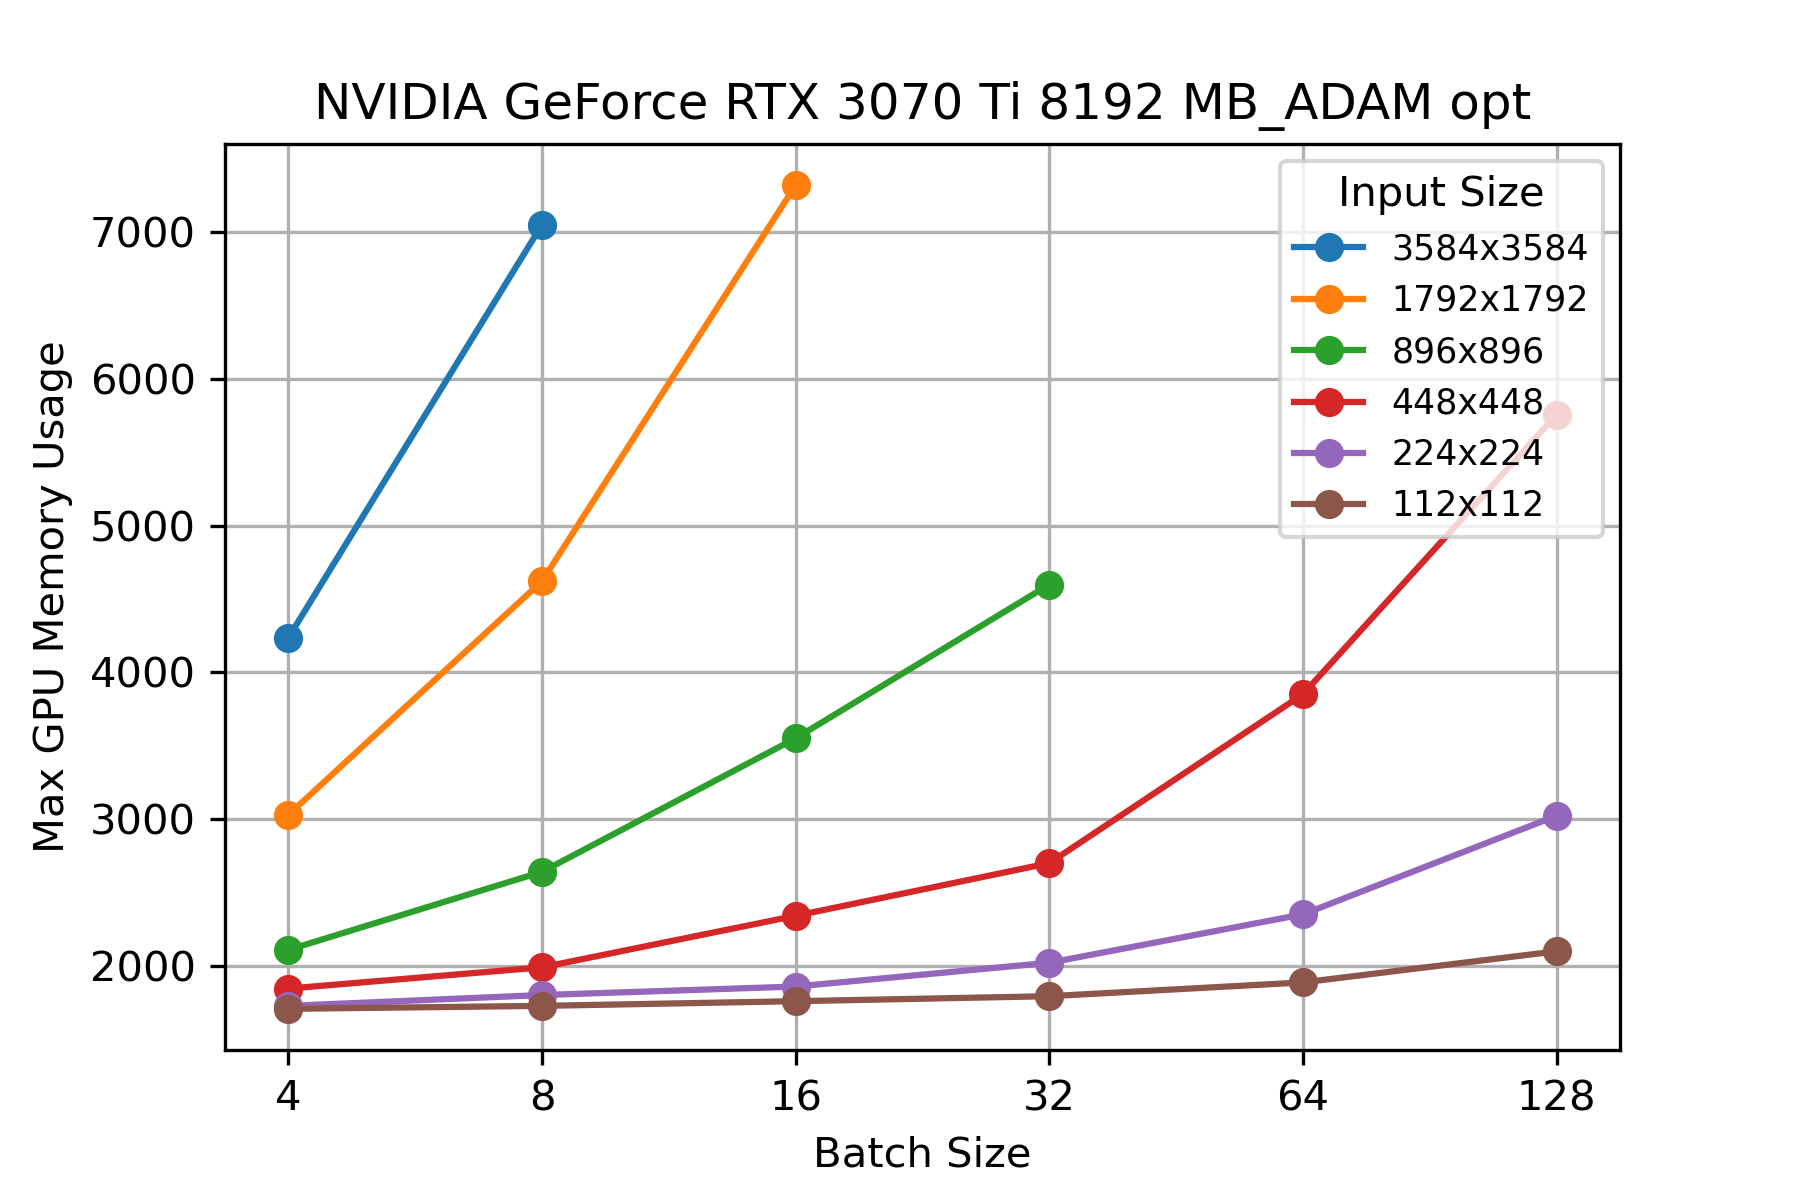 NVIDIA GeForce RTX 3070 Ti 8192 MB_ADAM opt
Max GPU Memory Usage
7000
6000
5000
4000
3000
2000
Input Size
3584x3584
1792x1792
896x896
448x448
224x224
112x112
4 8 16 32 64 128
Batch Size